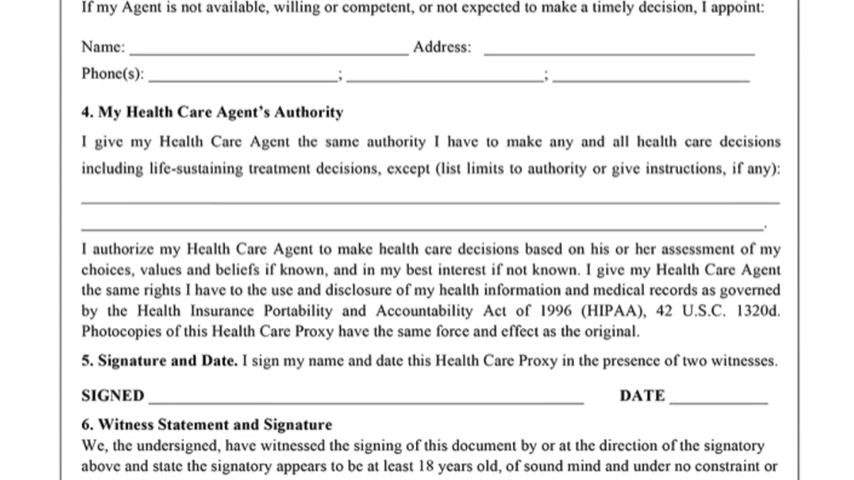 If my Agent is not available, willing or competent, or not expected to make a timely decision, I appoint:
Name: ______________________________ Address: ______________________________
Phone(s): ____________________; ____________________; ____________________
4. My Health Care Agent's Authority
I give my Health Care Agent the same authority I have to make any and all health care decisions
including life-sustaining treatment decisions, except (list limits to authority or give instructions, if any):
____________________________________________________________
____________________________________________________________.
I authorize my Health Care Agent to make health care decisions based on his or her assessment of my
choices, values and beliefs if known, and in my best interest if not known. I give my Health Care Agent
the same rights I have to the use and disclosure of my health information and medical records as governed
by the Health Insurance Portability and Accountability Act of 1996 (HIPAA), 42 U.S.C. 1320d.
Photocopies of this Health Care Proxy have the same force and effect as the original.
5. Signature and Date. I sign my name and date this Health Care Proxy in the presence of two witnesses.
SIGNED ______________________________ DATE __________
6. Witness Statement and Signature
We, the undersigned, have witnessed the signing of this document by or at the direction of the signatory
above and state the signatory appears to be at least 18 years old, of sound mind and under no constraint or